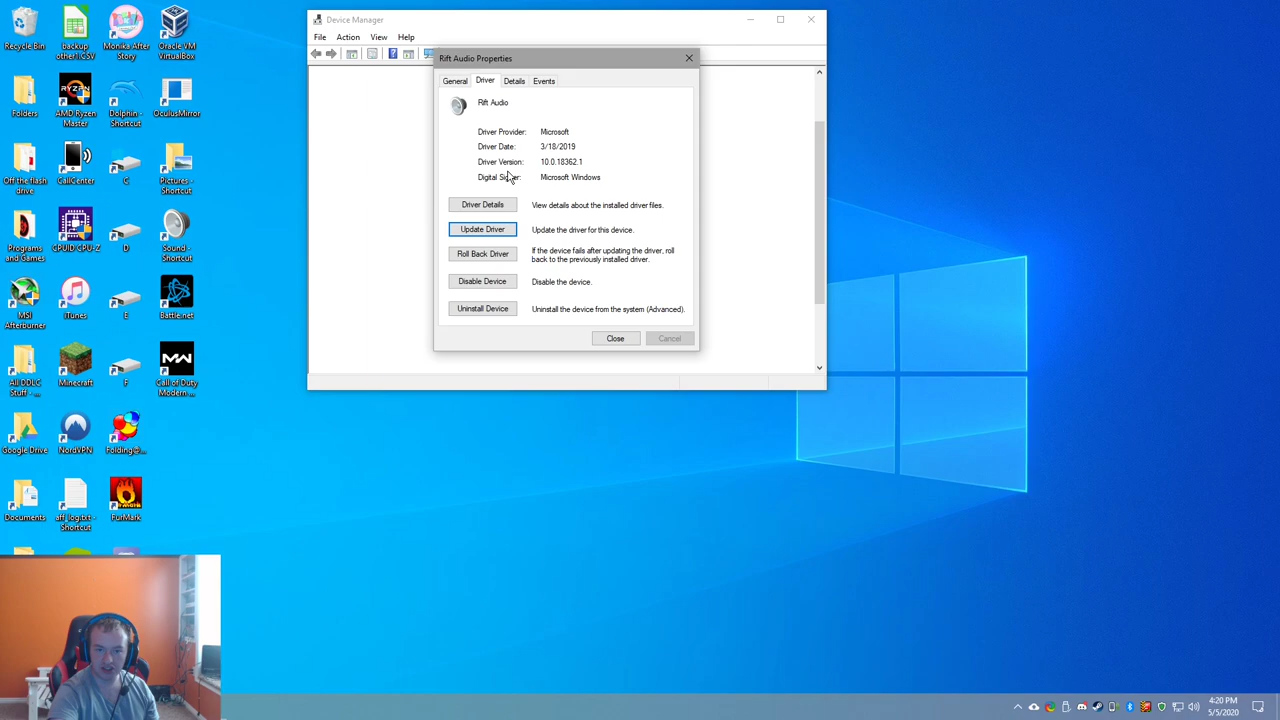 Device Manager
File Action View Help
Rift Audio Properties
General Driver Details Events
Rift Audio
Driver Provider: Microsoft
Driver Date: 3/18/2019
Driver Version: 10.0.18362.1
Digital Signer: Microsoft Windows
Driver Details
View details about the installed driver files.
Update Driver
Update the driver for this device.
Roll Back Driver
If the device fails after updating the driver, roll
back to the previously installed driver.
Disable Device
Disable the device.
Uninstall Device
Uninstall the device from the system (Advanced).
Close
Cancel
Recycle Bin
backup
other1ICSV
Monika After
Story
Oracle VM
VirtualBox
Folders
AMD Ryzen
Master
Dolphin -
Shortcut
OculusMirror
Off the flash
drive
CallCenter
C
Pictures -
Shortcut
Programs
and Games
CPUID CPU-Z
D
Sound -
Shortcut
MSI
Afterburner
iTunes
E
Battle.net
All DDLC
Stuff - ...
Minecraft
F
Call of Duty
Modern ...
Google Drive
NordVPN
Folding@...
Documents
aff_log.txt -
Shortcut
FurMark
4:20 PM
5/5/2020